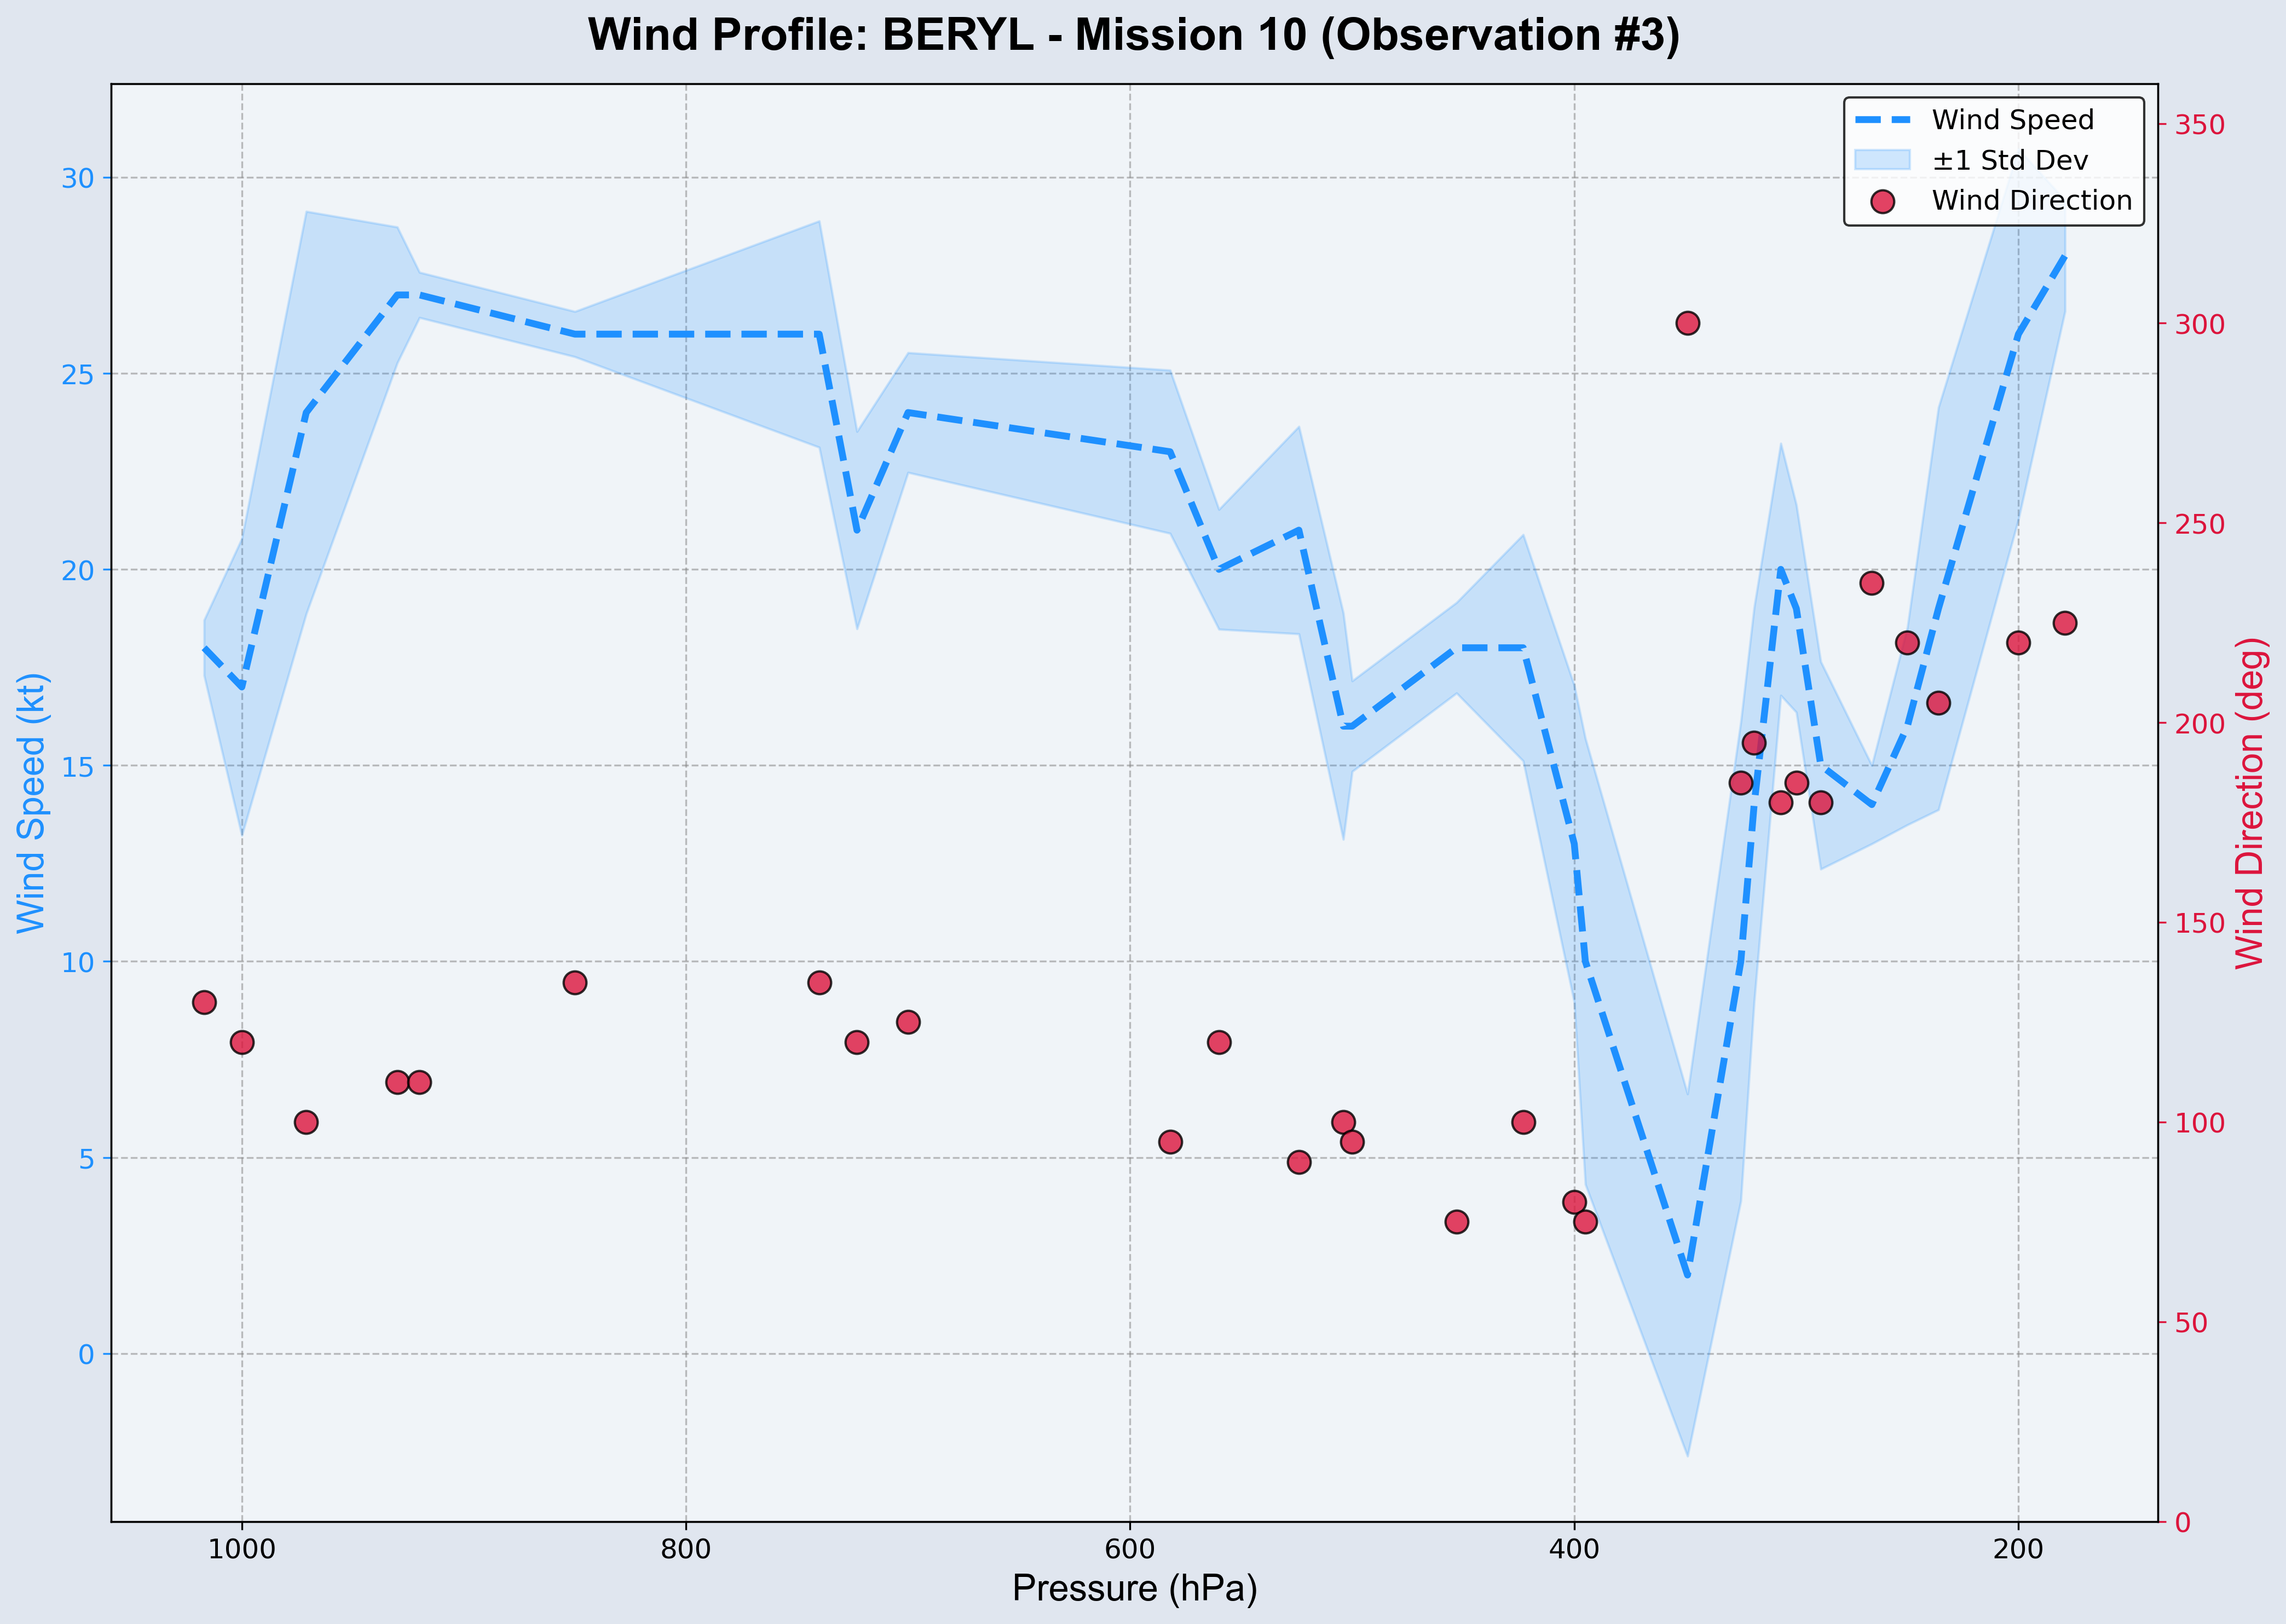 Wind Profile: BERYL - Mission 10 (Observation #3)
Wind Speed
±1 Std Dev
Wind Direction
Wind Speed (kt)
30
25
20
15
10
5
0
350
300
250
200
150
100
50
0
Wind Direction (deg)
1000 800 600 400 200
Pressure (hPa)